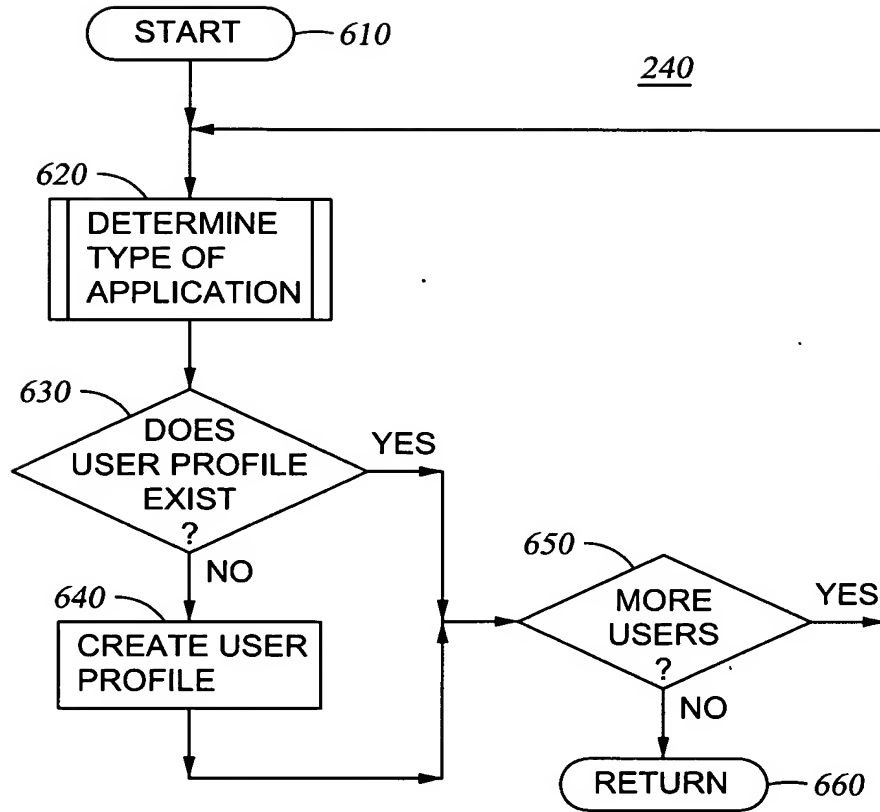 START
610
240
620
DETERMINE
TYPE OF
APPLICATION
630
DOES
USER PROFILE
EXIST
?
YES
NO
640
CREATE USER
PROFILE
650
MORE
USERS
?
YES
NO
RETURN
660